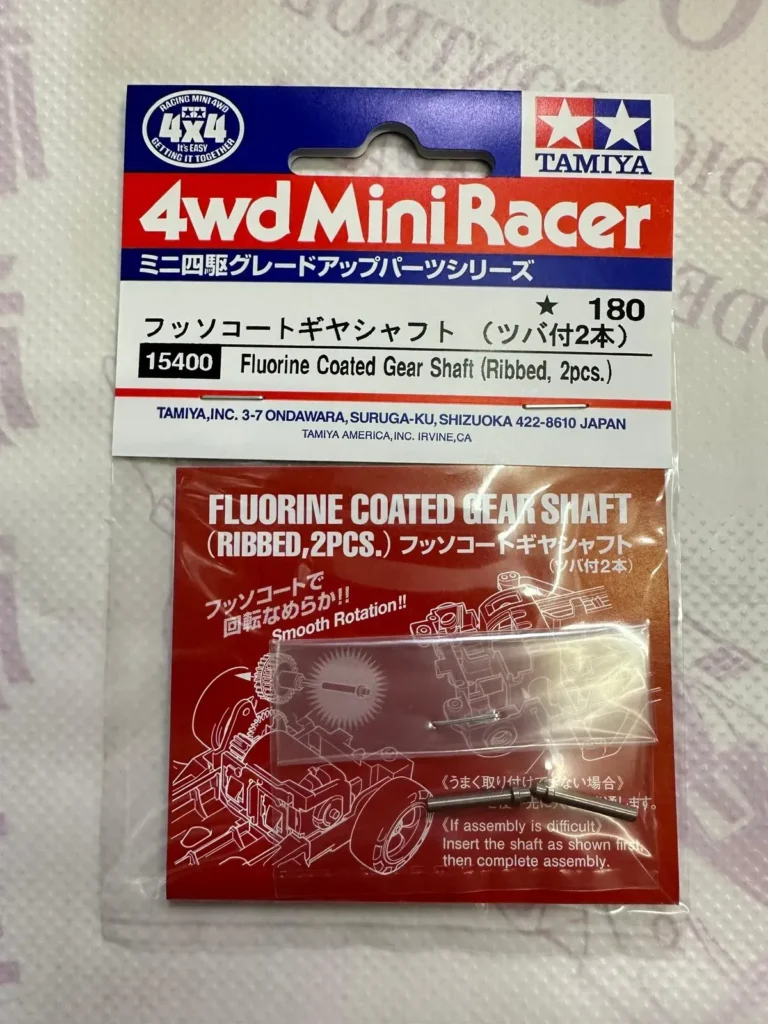 RACING MINI 4WD
4x4
It's EASY
GETTING IT TOGETHER
TAMIYA
4wd Mini Racer
ミニ四駆グレードアップパーツシリーズ
★ 180
フッソコートギヤシャフト (ツバ付2本)
15400 Fluorine Coated Gear Shaft (Ribbed, 2pcs.)
TAMIYA,INC. 3-7 ONDAWARA, SURUGA-KU, SHIZUOKA 422-8610 JAPAN
TAMIYA AMERICA,INC. IRVINE,CA
FLUORINE COATED GEAR SHAFT
(RIBBED,2PCS.) フッソコートギヤシャフト
(ツバ付2本)
フッソコートで
回転なめらか!!
Smooth Rotation!!
《うまく取り付けできない場合》
《If assembly is difficult》
Insert the shaft as shown first,
then complete assembly.